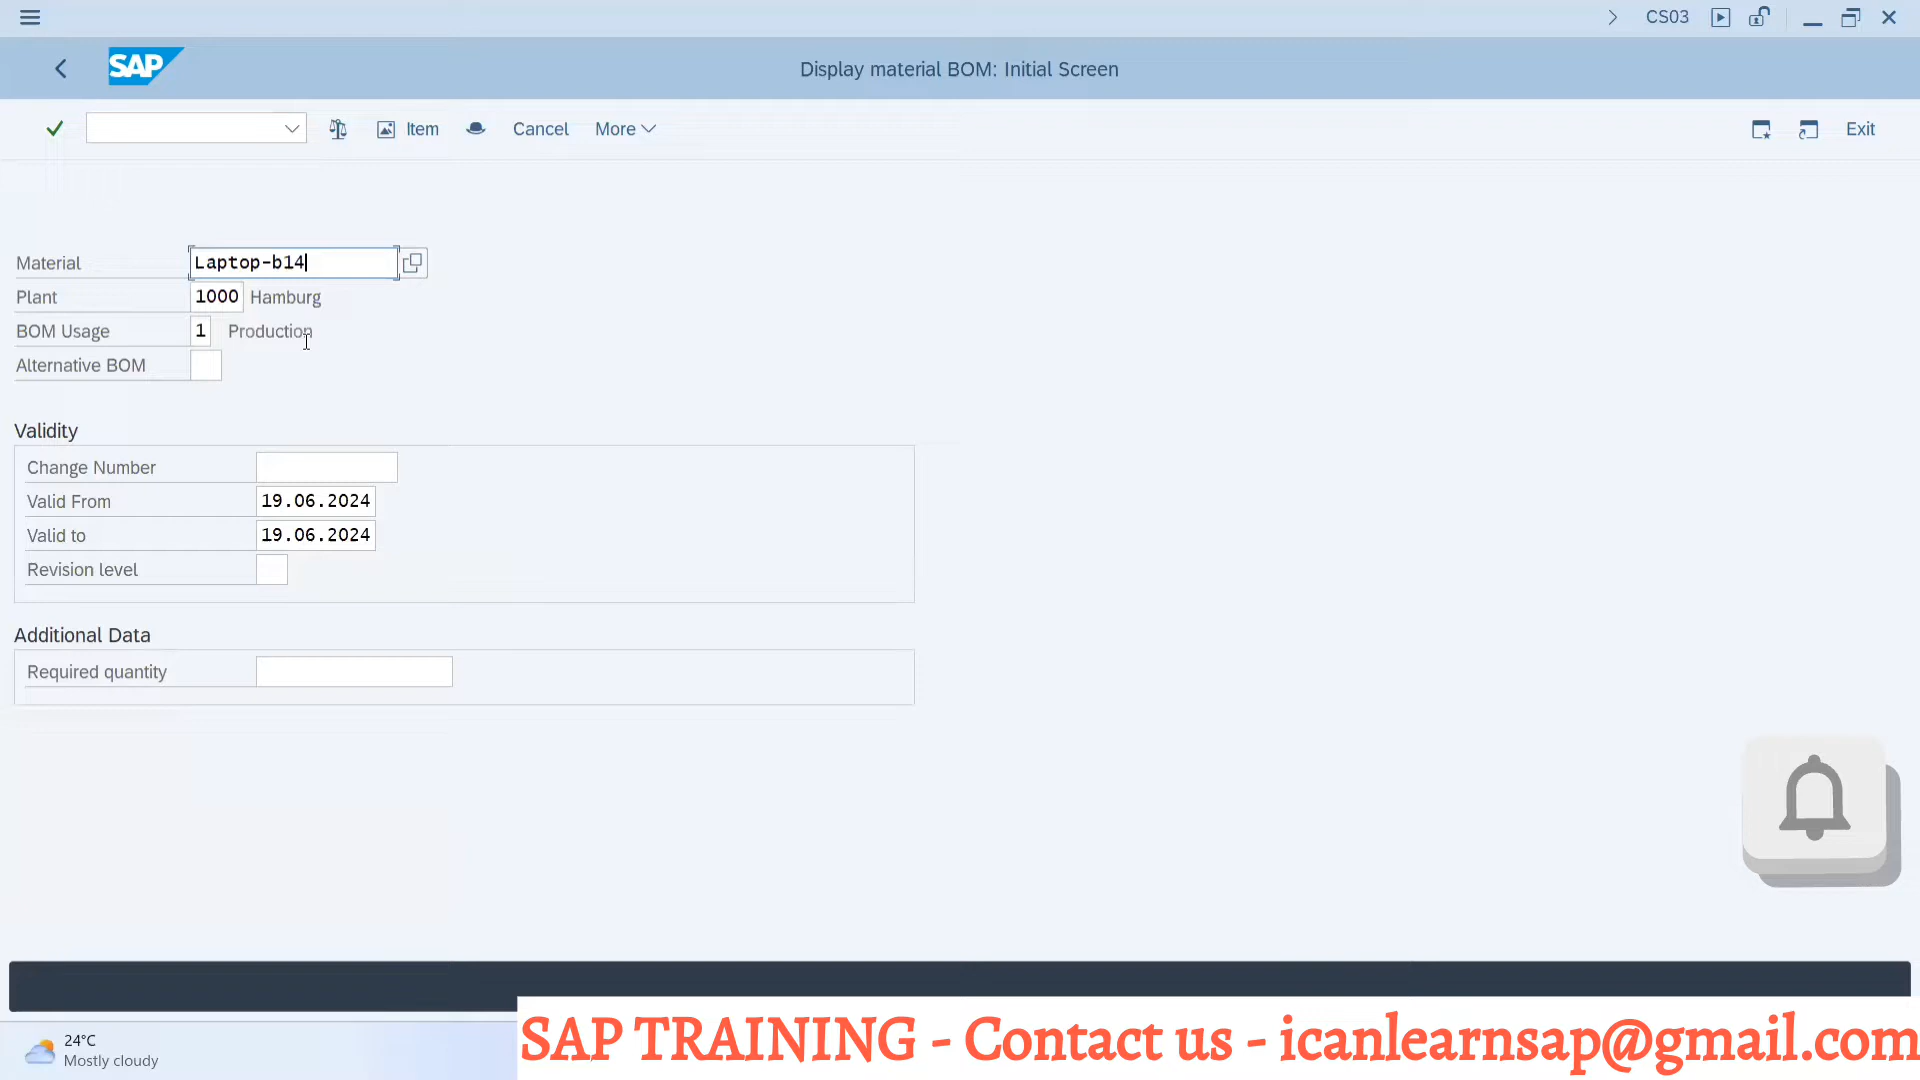 CS03
SAP
Display material BOM: Initial Screen
Item
Cancel
More
Exit
Material Laptop-b14
Plant 1000 Hamburg
BOM Usage 1 Production
Alternative BOM
Validity
Change Number
Valid From 19.06.2024
Valid to 19.06.2024
Revision level
Additional Data
Required quantity
24°C
Mostly cloudy
SAP TRAINING - Contact us - icanlearnsap@gmail.com